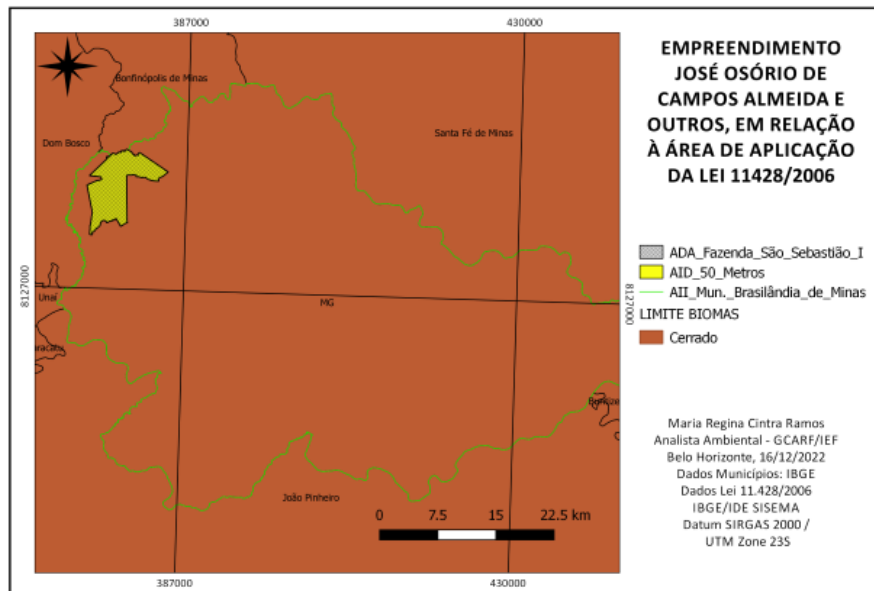 387000
430000
EMPREENDIMENTO
JOSÉ OSÓRIO DE
CAMPOS ALMEIDA E
OUTROS, EM RELAÇÃO
À ÁREA DE APLICAÇÃO
DA LEI 11428/2006
Bonfinópolis de Minas
Dom Bosco
Santa Fé de Minas
ADA_Fazenda_São_Sebastião_I
AID_50_Metros
AII_Mun._Brasilândia_de_Minas
LIMITE BIOMAS
Cerrado
8127000
Unaí
MG
8127000
João Pinheiro
0 7.5 15 22.5 km
Maria Regina Cintra Ramos
Analista Ambiental - GCARF/IEF
Belo Horizonte, 16/12/2022
Dados Municípios: IBGE
Dados Lei 11.428/2006
IBGE/IDE SISEMA
Datum SIRGAS 2000 /
UTM Zone 23S
387000
430000